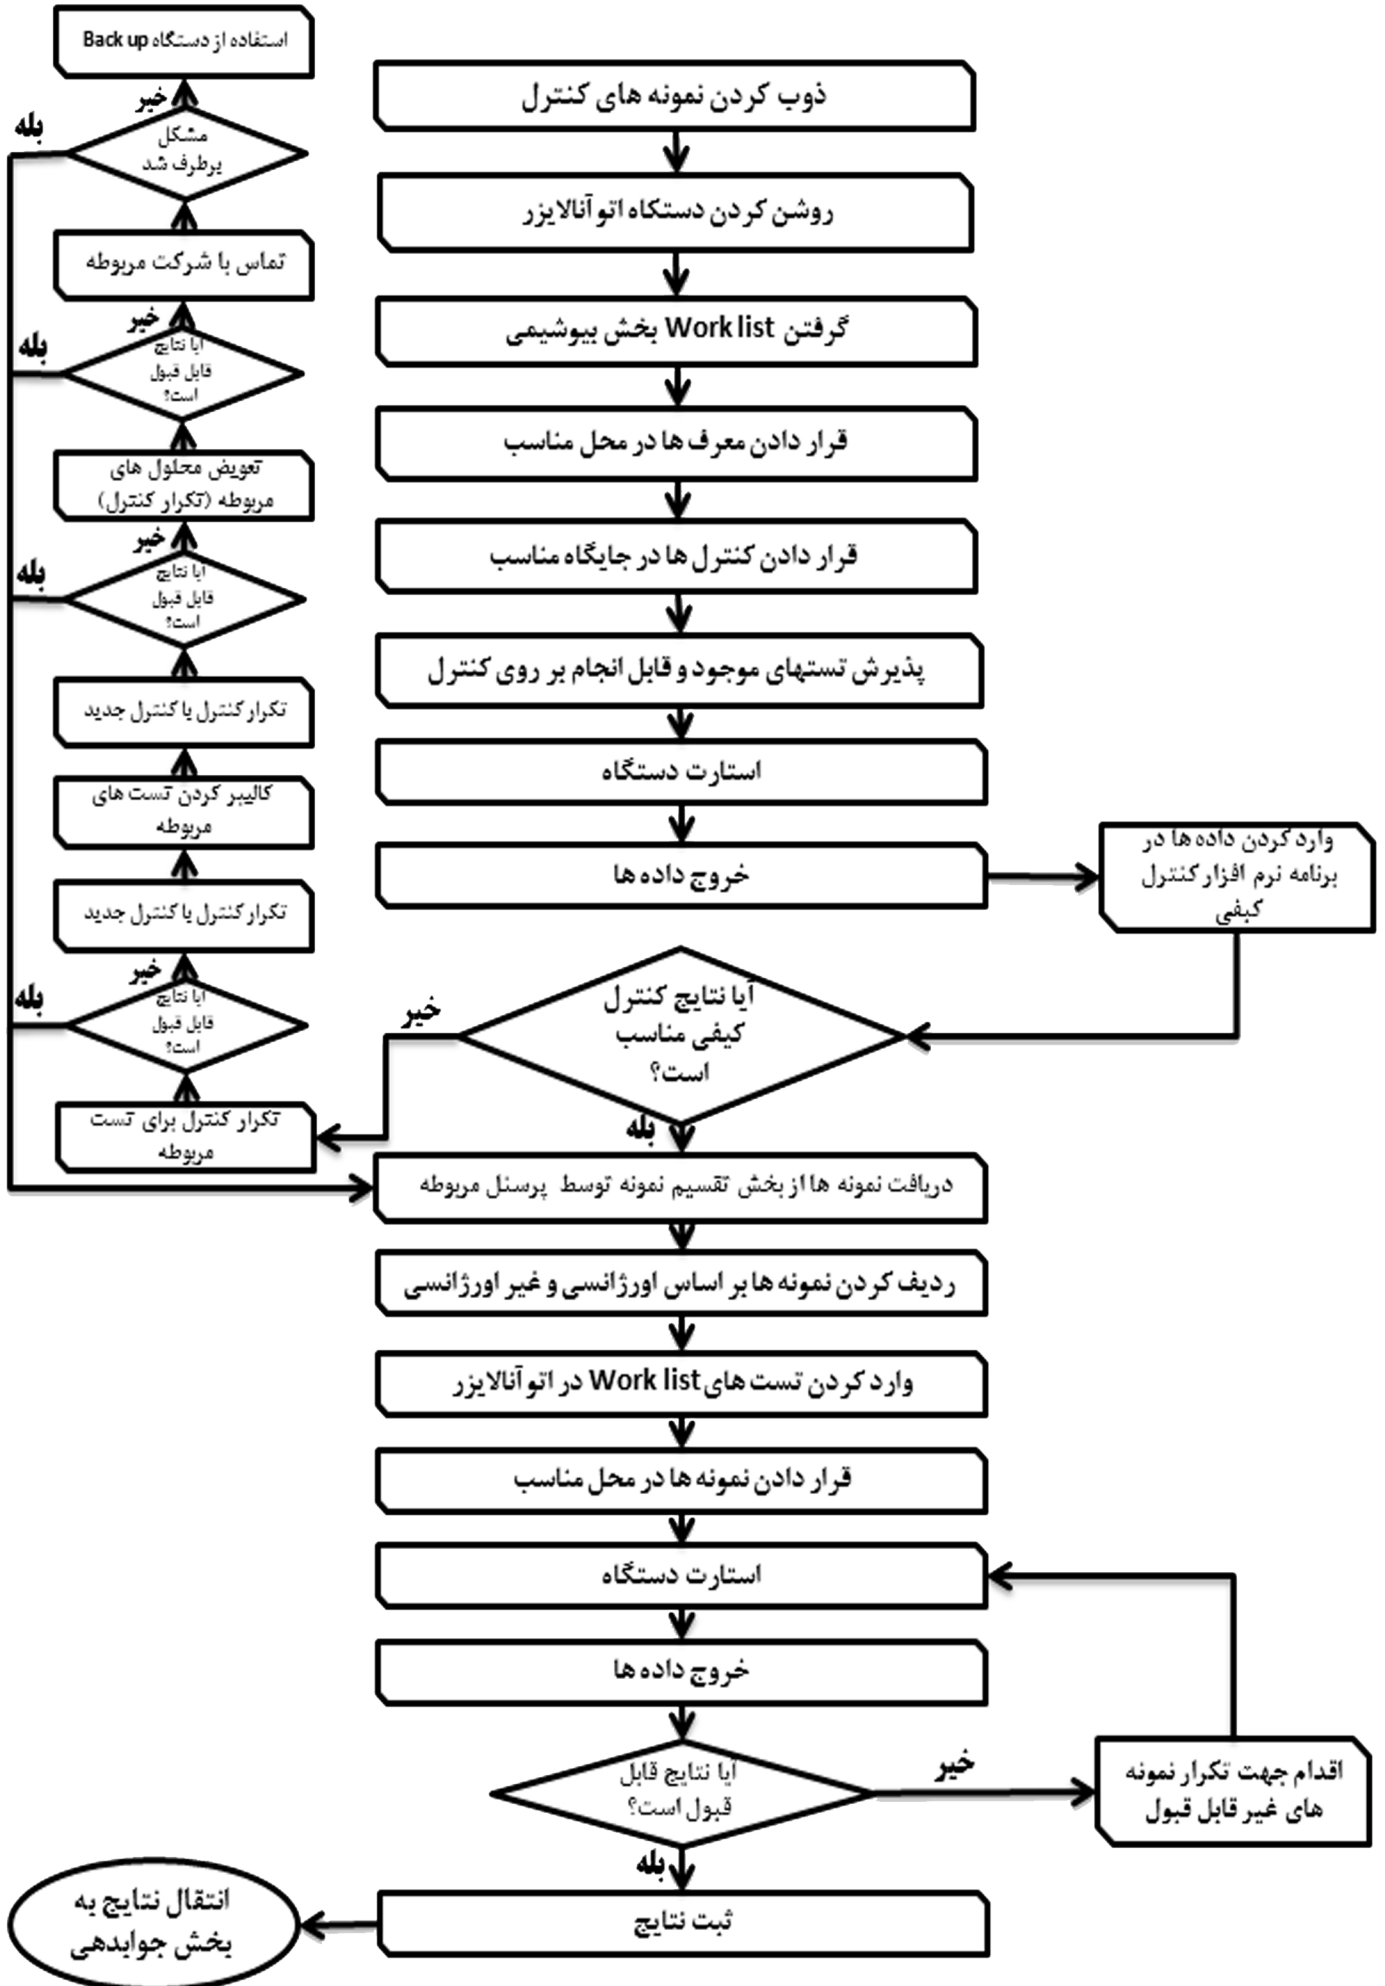 ذوب کردن نمونه های کنترل
روشن کردن دستکاه اتو آنالایزر
گرفتن Work list بخش بیوشیمی
قرار دادن معرف ها در محل مناسب
قرار دادن کنترل ها در جایگاه مناسب
پذیرش تستهای موجود و قابل انجام بر روی کنترل
استارت دستگاه
خروج داده ها
وارد کردن داده ها در
برنامه نرم افزار کنترل
کیفی
آیا نتایج کنترل
کیفی مناسب
است؟
خیر
بله
تکرار کنترل برای تست
مربوطه
آیا نتایج
قابل قبول
است؟
بله
خیر
تکرار کنترل یا کنترل جدید
کالیبر کردن تست های
مربوطه
تکرار کنترل یا کنترل جدید
آیا نتایج
قابل قبول
است؟
بله
خیر
تعویض محلول های
مربوطه (تکرار کنترل)
آیا نتایج
قابل قبول
است؟
بله
خیر
تماس با شرکت مربوطه
مشکل
برطرف شد
بله
خیر
استفاده از دستگاه Back up
دریافت نمونه ها از بخش تقسیم نمونه توسط پرسنل مربوطه
ردیف کردن نمونه ها بر اساس اورژانسی و غیر اورژانسی
وارد کردن تست های Work list در اتو آنالایزر
قرار دادن نمونه ها در محل مناسب
استارت دستگاه
خروج داده ها
آیا نتایج قابل
قبول است؟
خیر
اقدام جهت تکرار نمونه
های غیر قابل قبول
بله
ثبت نتایج
انتقال نتایج به
بخش جوابدهی